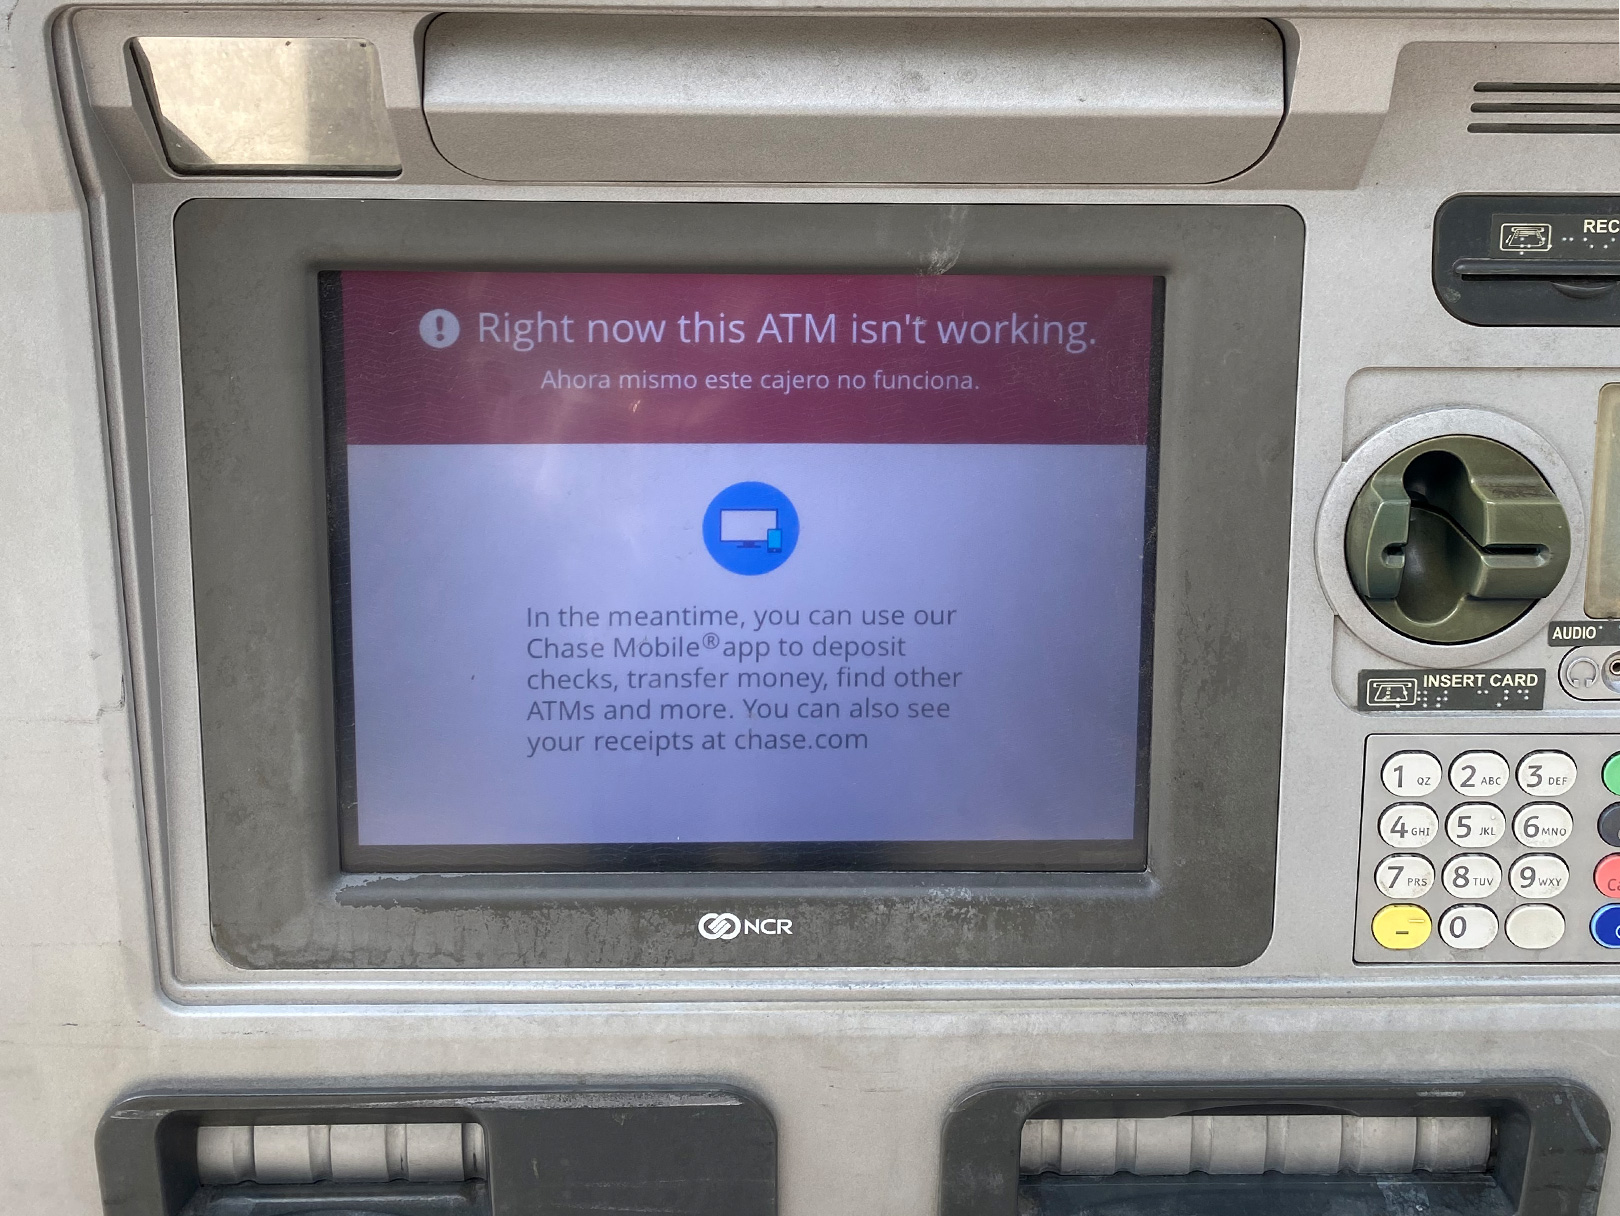 Right now this ATM isn't working.
Ahora mismo este cajero no funciona.
In the meantime, you can use our
Chase Mobile® app to deposit
checks, transfer money, find other
ATMs and more. You can also see
your receipts at chase.com
NCR
REC
AUDIO
INSERT CARD
1 QZ 2 ABC 3 DEF
4 GHI 5 JKL 6 MNO
7 PRS 8 TUV 9 WXY
- 0